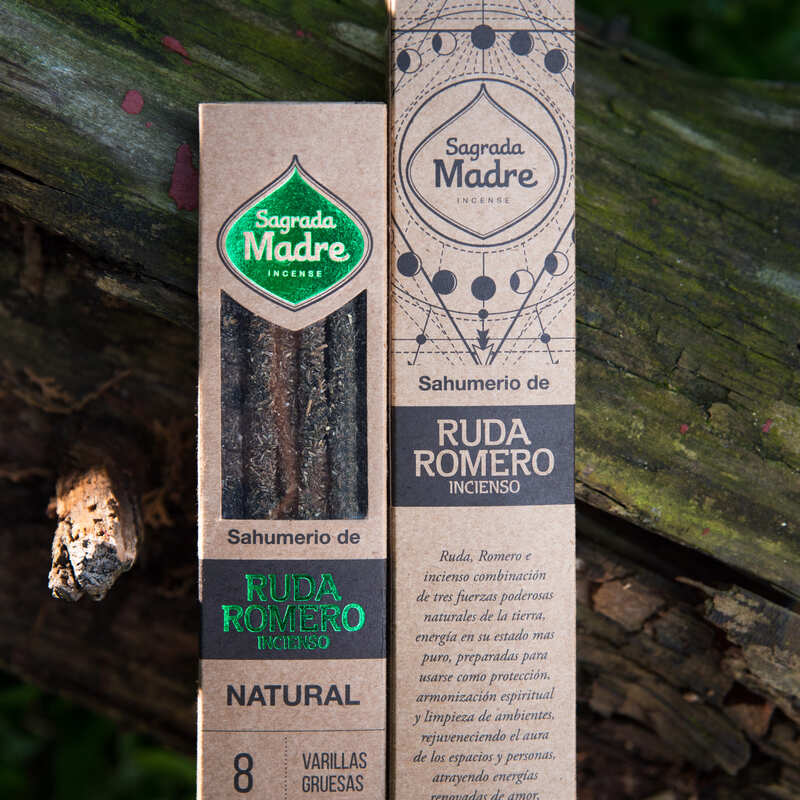 Sagrada
Madre
INCENSE
Sahumerio de
RUDA
ROMERO
INCIENSO
NATURAL
8
VARILLAS
GRUESAS
Sagrada
Madre
INCENSE
Sahumerio de
RUDA
ROMERO
INCIENSO
Ruda, Romero e
incienso combinación
de tres fuerzas poderosas
naturales de la tierra,
energía en su estado mas
puro, preparadas para
usarse como protección,
armonización espiritual
y limpieza de ambientes,
rejuveneciendo el aura
de los espacios y personas,
atrayendo energías
renovadas de amor,